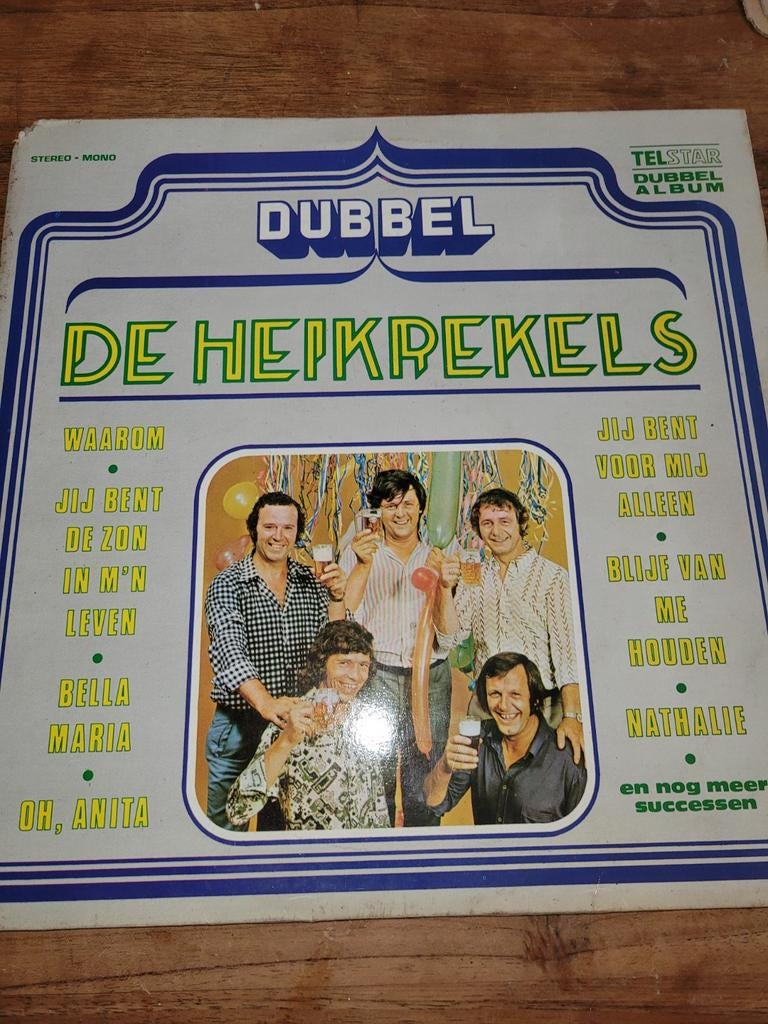 STEREO - MONO
TELSTAR
DUBBEL
ALBUM
DUBBEL
DE HEIKREKELS
WAAROM
JIJ BENT
DE ZON
IN M'N
LEVEN
BELLA
MARIA
OH, ANITA
JIJ BENT
VOOR MIJ
ALLEEN
BLIJF VAN
ME
HOUDEN
NATHALIE
en nog meer
successen